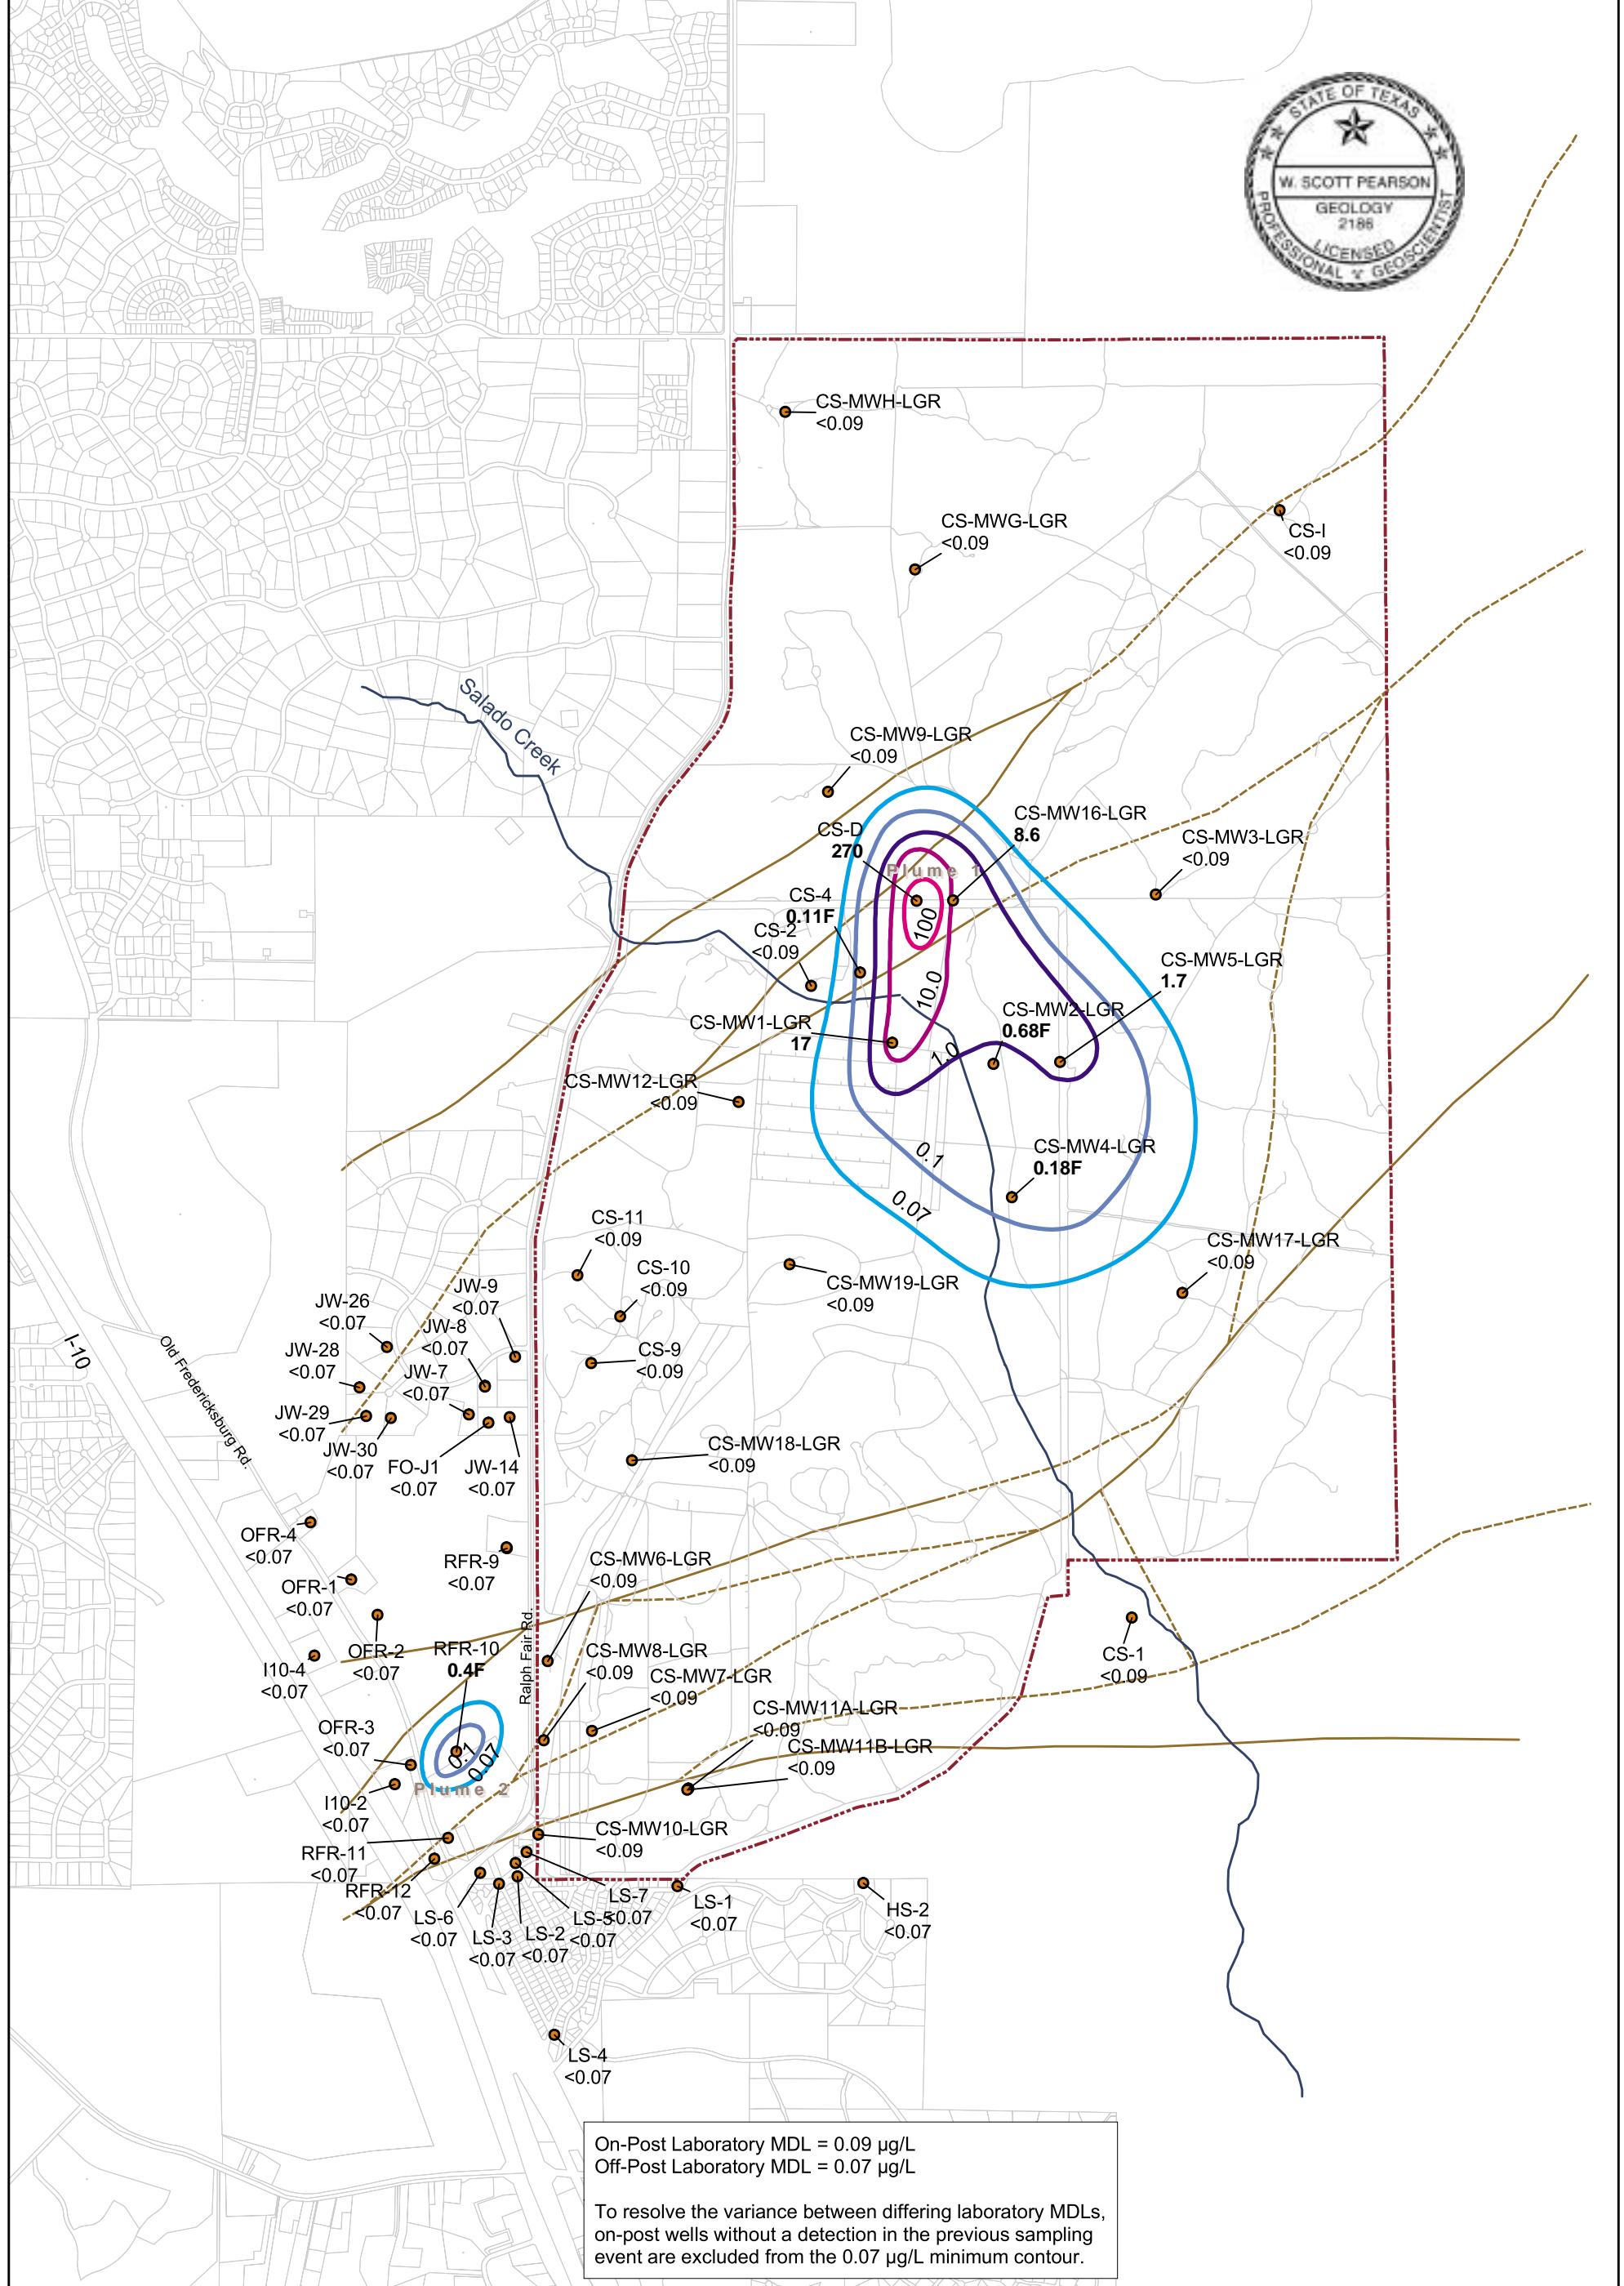 STATE OF TEXAS
W. SCOTT PEARSON
GEOLOGY
2186
LICENSED
PROFESSIONAL GEOSCIENTIST
CS-MWH-LGR
<0.09
CS-MWG-LGR
<0.09
CS-I
<0.09
Salado Creek
CS-MW9-LGR
<0.09
CS-MW16-LGR
8.6
CS-D
270
CS-MW3-LGR
<0.09
Plume 1
CS-4
0.11F
100
CS-2
<0.09
CS-MW5-LGR
1.7
10.0
CS-MW2-LGR
0.68F
CS-MW1-LGR
17
1.0
CS-MW12-LGR
<0.09
0.1
CS-MW4-LGR
0.18F
0.07
CS-11
<0.09
CS-MW17-LGR
<0.09
CS-10
<0.09
CS-MW19-LGR
<0.09
JW-9
<0.07
JW-26
<0.07
JW-8
<0.07
JW-28
<0.07
CS-9
<0.09
JW-7
<0.07
I-10
Old Fredericksburg Rd.
JW-29
<0.07
JW-30
<0.07
FO-J1
<0.07
JW-14
<0.07
CS-MW18-LGR
<0.09
OFR-4
<0.07
RFR-9
<0.07
CS-MW6-LGR
<0.09
OFR-1
<0.07
Ralph Fair Rd.
OFR-2
<0.07
RFR-10
0.4F
CS-MW8-LGR
<0.09
CS-1
<0.09
I10-4
<0.07
CS-MW7-LGR
<0.09
CS-MW11A-LGR
<0.09
OFR-3
<0.07
0.1
0.07
CS-MW11B-LGR
<0.09
Plume 2
I10-2
<0.07
CS-MW10-LGR
<0.09
RFR-11
<0.07
RFR-12
<0.07
LS-7
<0.07
LS-1
<0.07
HS-2
<0.07
LS-6
<0.07
LS-5
<0.07
LS-3
<0.07
LS-2
<0.07
LS-4
<0.07
On-Post Laboratory MDL = 0.09 µg/L
Off-Post Laboratory MDL = 0.07 µg/L
To resolve the variance between differing laboratory MDLs,
on-post wells without a detection in the previous sampling
event are excluded from the 0.07 µg/L minimum contour.